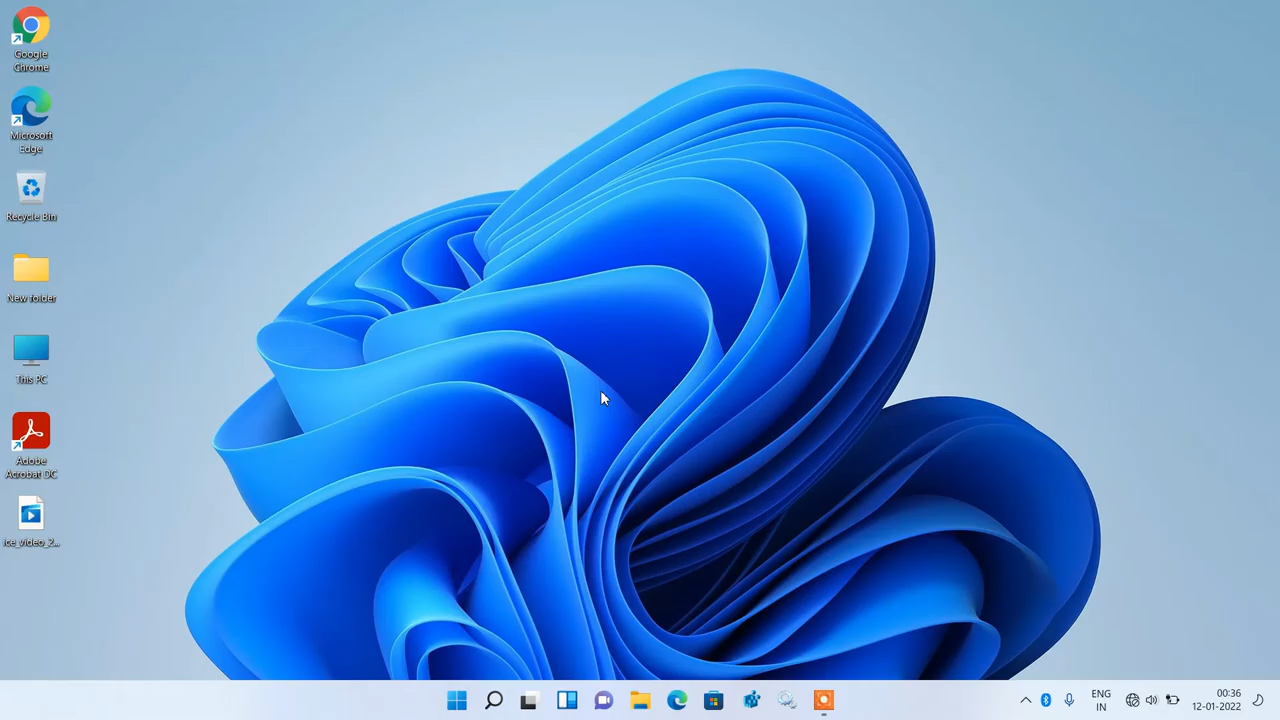 Google
Chrome
Microsoft
Edge
Recycle Bin
New folder
This PC
Adobe
Acrobat DC
ice_video_2...
ENG
IN
00:36
12-01-2022